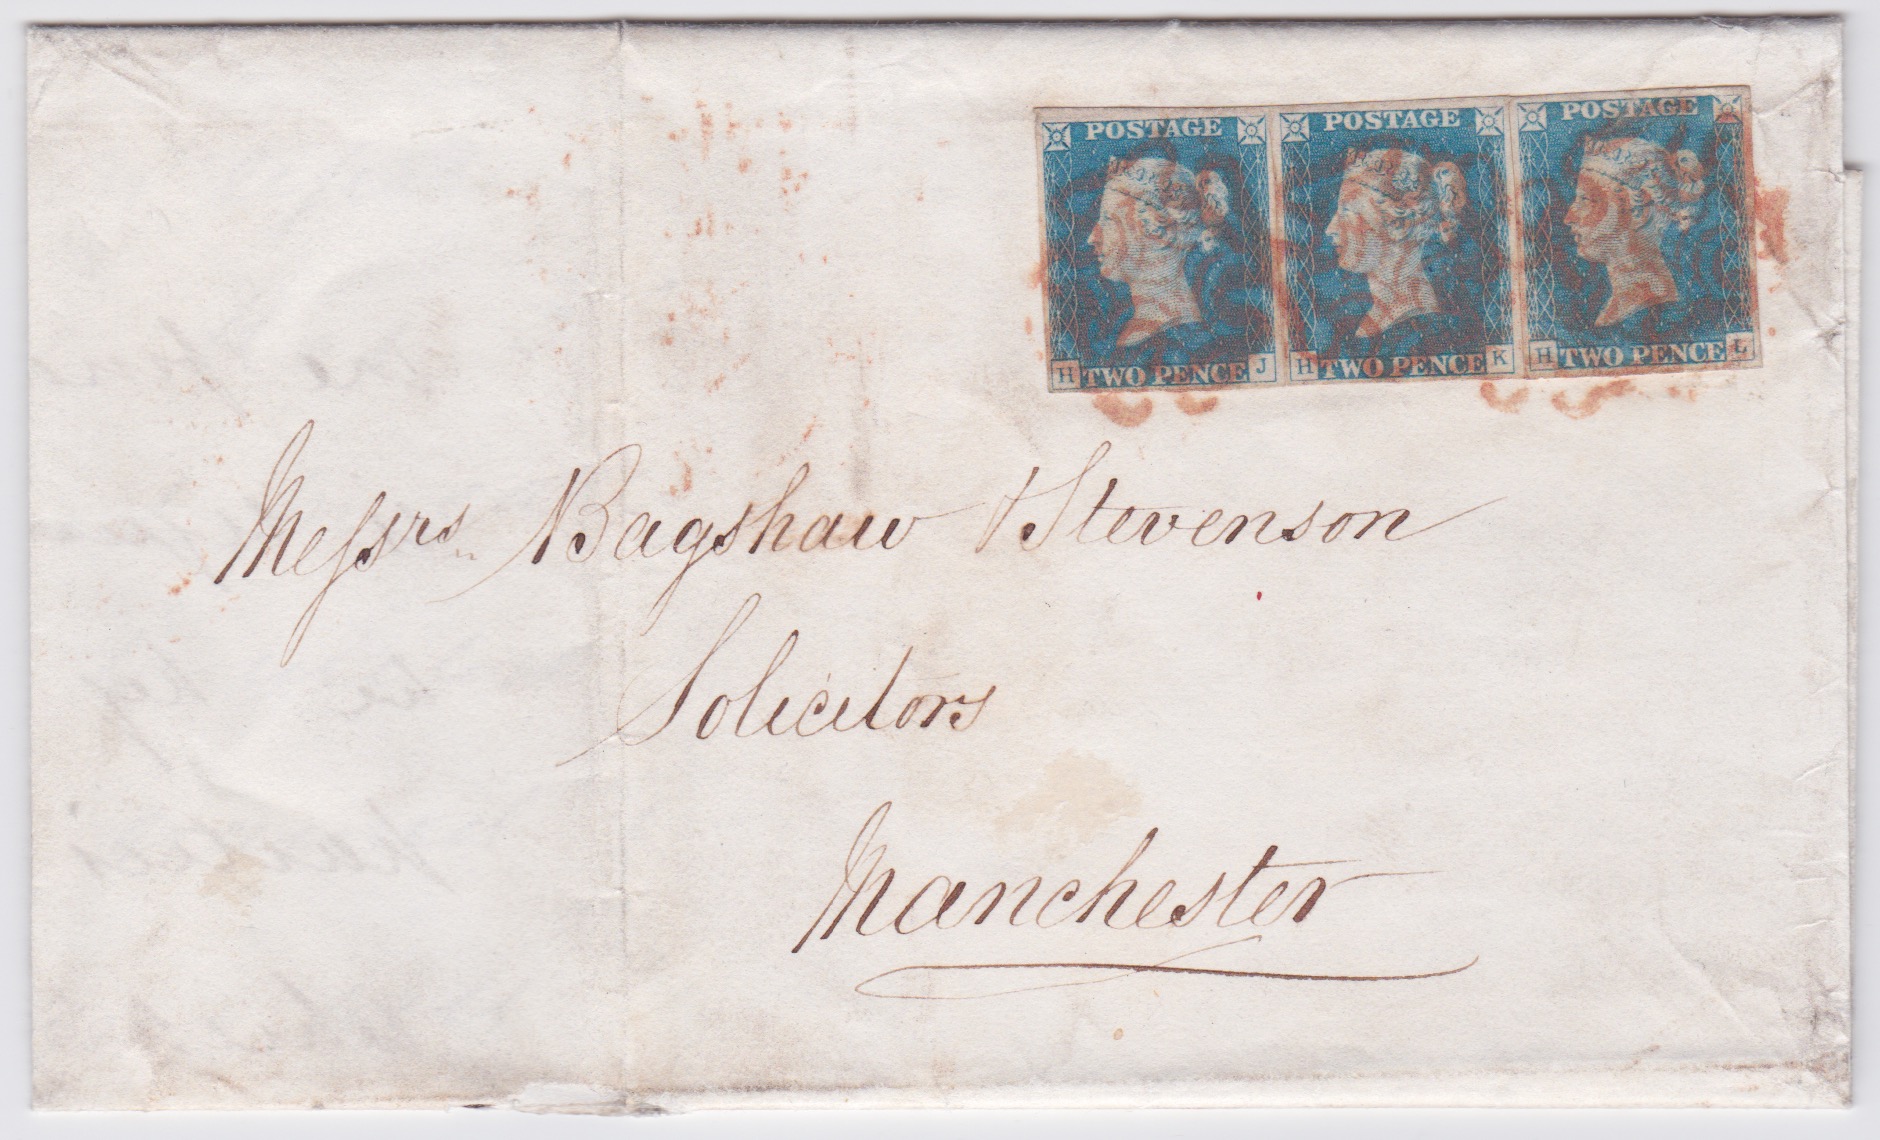 POSTAGE POSTAGE POSTAGE
H TWO PENCE J H TWO PENCE K H TWO PENCE L
Messrs Bagshaw & Stevenson
Solicitors
Manchester